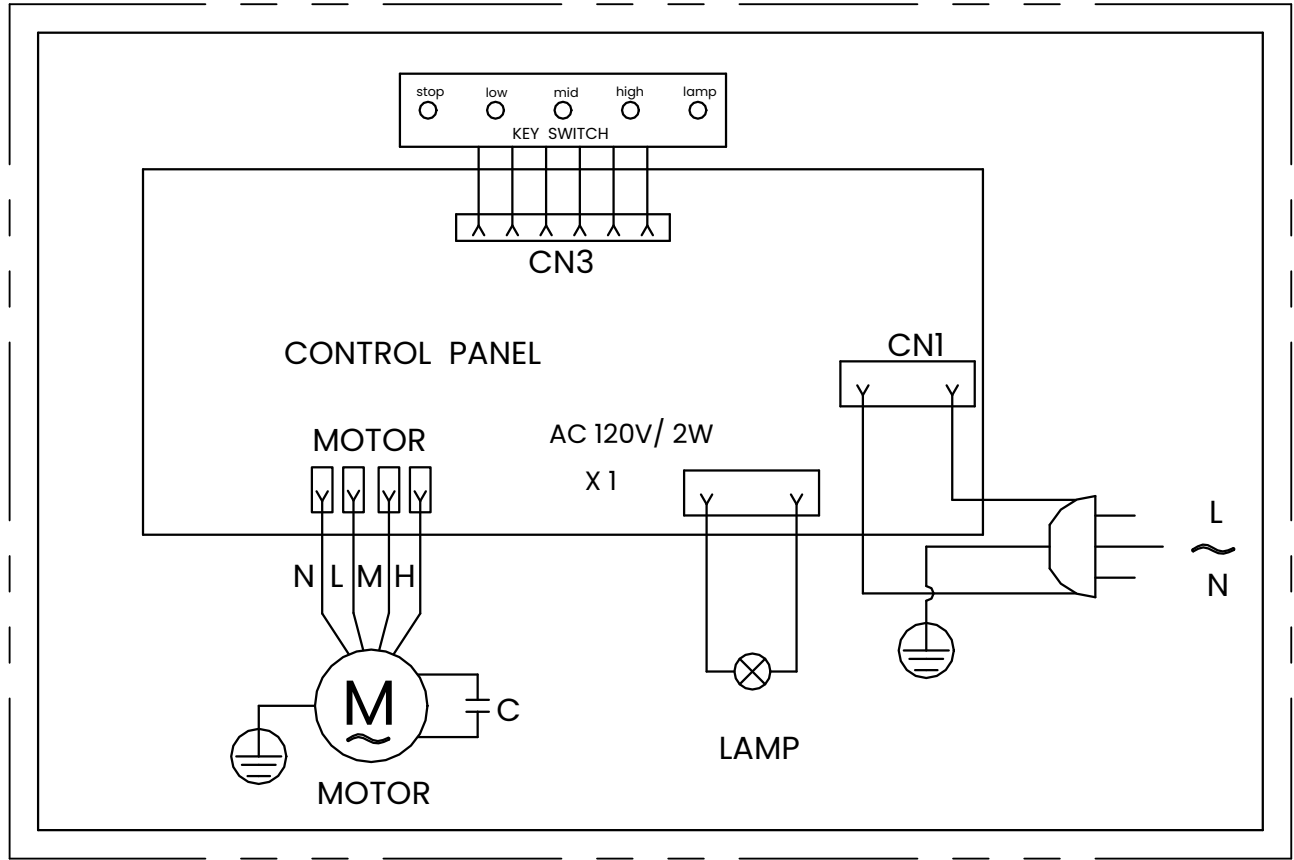 stop low mid high lamp
KEY SWITCH
CN3
CONTROL PANEL
CN1
MOTOR
AC 120V/ 2W
X 1
L
N
N L M H
M
C
LAMP
MOTOR